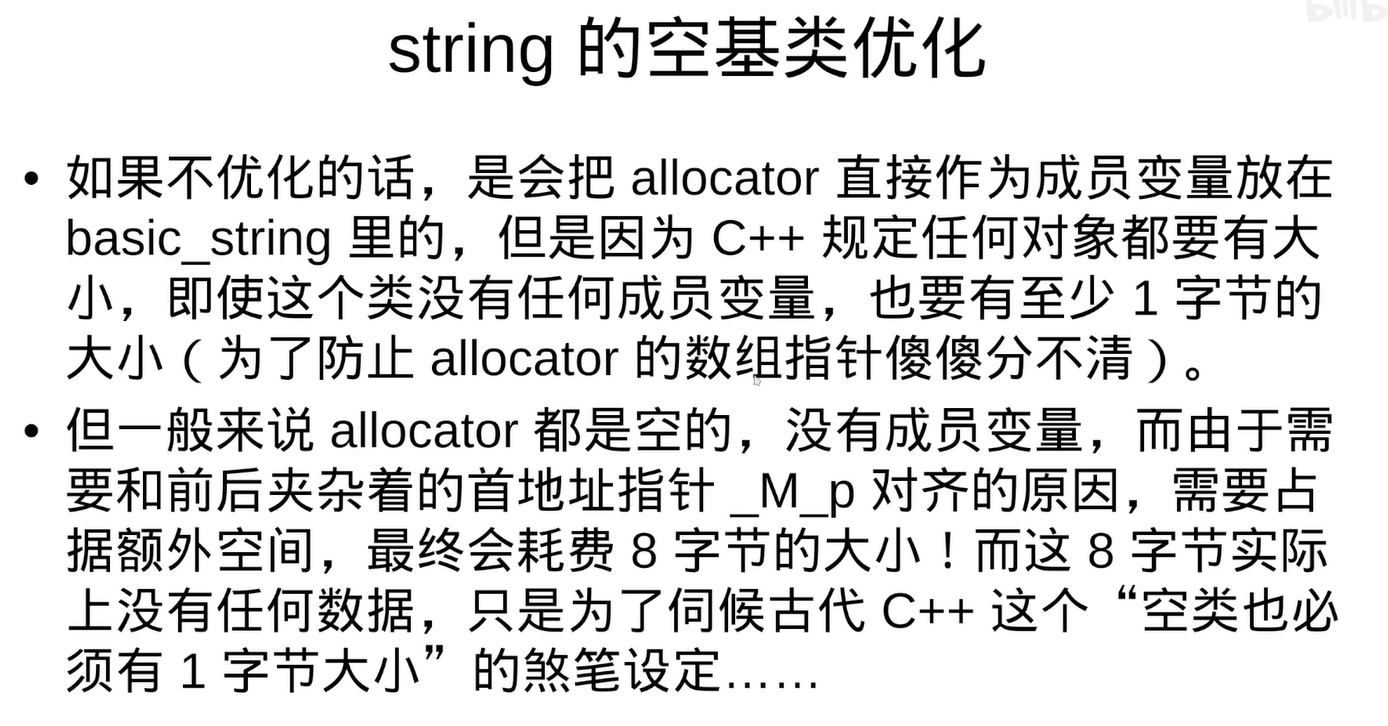 string 的空基类优化
• 如果不优化的话，是会把 allocator 直接作为成员变量放在
basic_string 里的，但是因为 C++ 规定任何对象都要有大
小，即使这个类没有任何成员变量，也要有至少 1 字节的
大小（为了防止 allocator 的数组指针傻傻分不清）。
• 但一般来说 allocator 都是空的，没有成员变量，而由于需
要和前后夹杂着的首地址指针 _M_p 对齐的原因，需要占
据额外空间，最终会耗费 8 字节的大小！而这 8 字节实际
上没有任何数据，只是为了伺候古代 C++ 这个“空类也必
须有 1 字节大小”的煞笔设定……